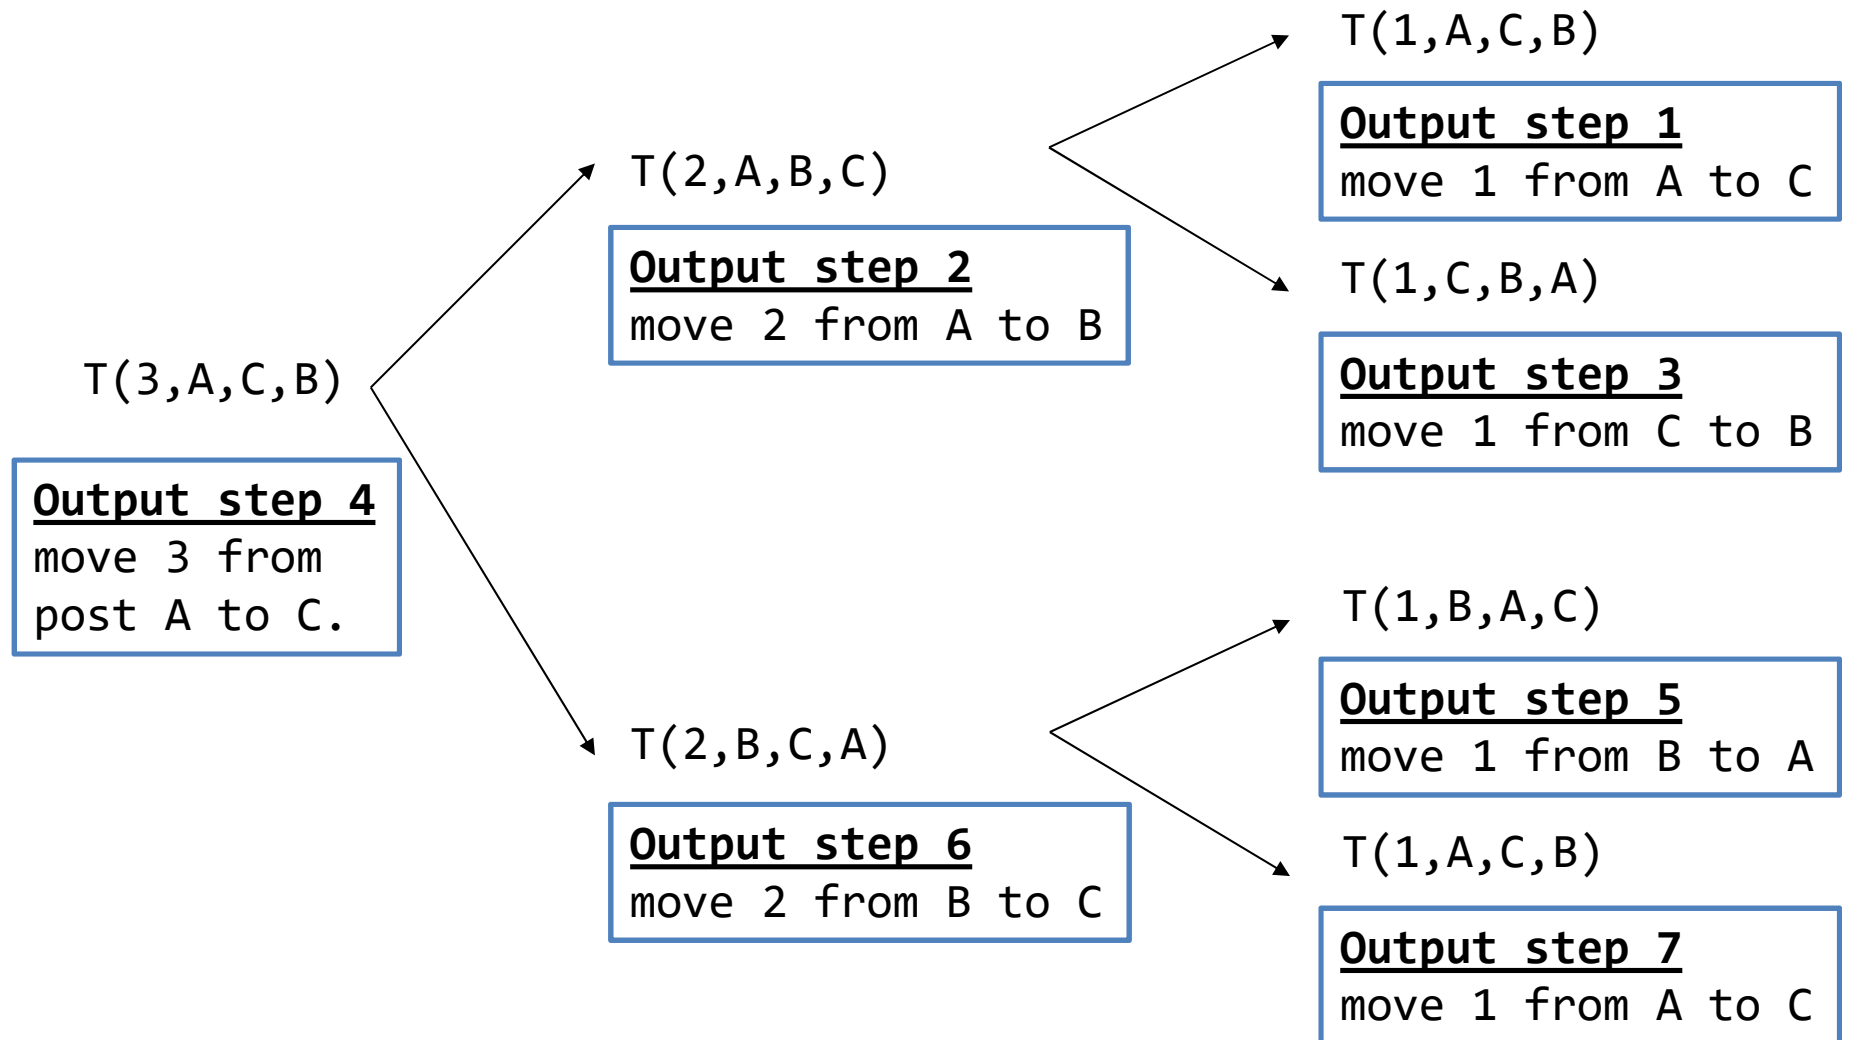 T(3,A,C,B)
Output step 4
move 3 from
post A to C.
T(2,A,B,C)
Output step 2
move 2 from A to B
T(2,B,C,A)
Output step 6
move 2 from B to C
T(1,A,C,B)
Output step 1
move 1 from A to C
T(1,C,B,A)
Output step 3
move 1 from C to B
T(1,B,A,C)
Output step 5
move 1 from B to A
T(1,A,C,B)
Output step 7
move 1 from A to C